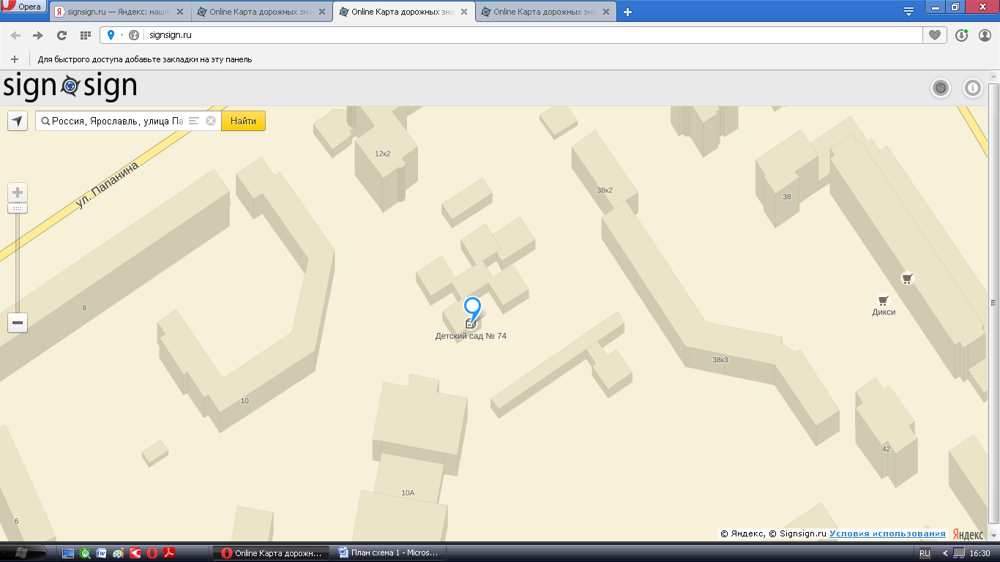 Opera
signsign.ru — Яндекс: нашл
Online Карта дорожных зна
Online Карта дорожных зна
Online Карта дорожных зна
signsign.ru
Для быстрого доступа добавьте закладки на эту панель
sign sign
Россия, Ярославль, улица Па
Найти
ул. Папанина
12к2
38к2
38
8
Дикси
Детский сад № 74
38к3
10
42
10А
6
© Яндекс, © Signsign.ru Условия использования
Яндекс
Online Карта дорожн...
План схема 1 - Micros...
RU
16:30